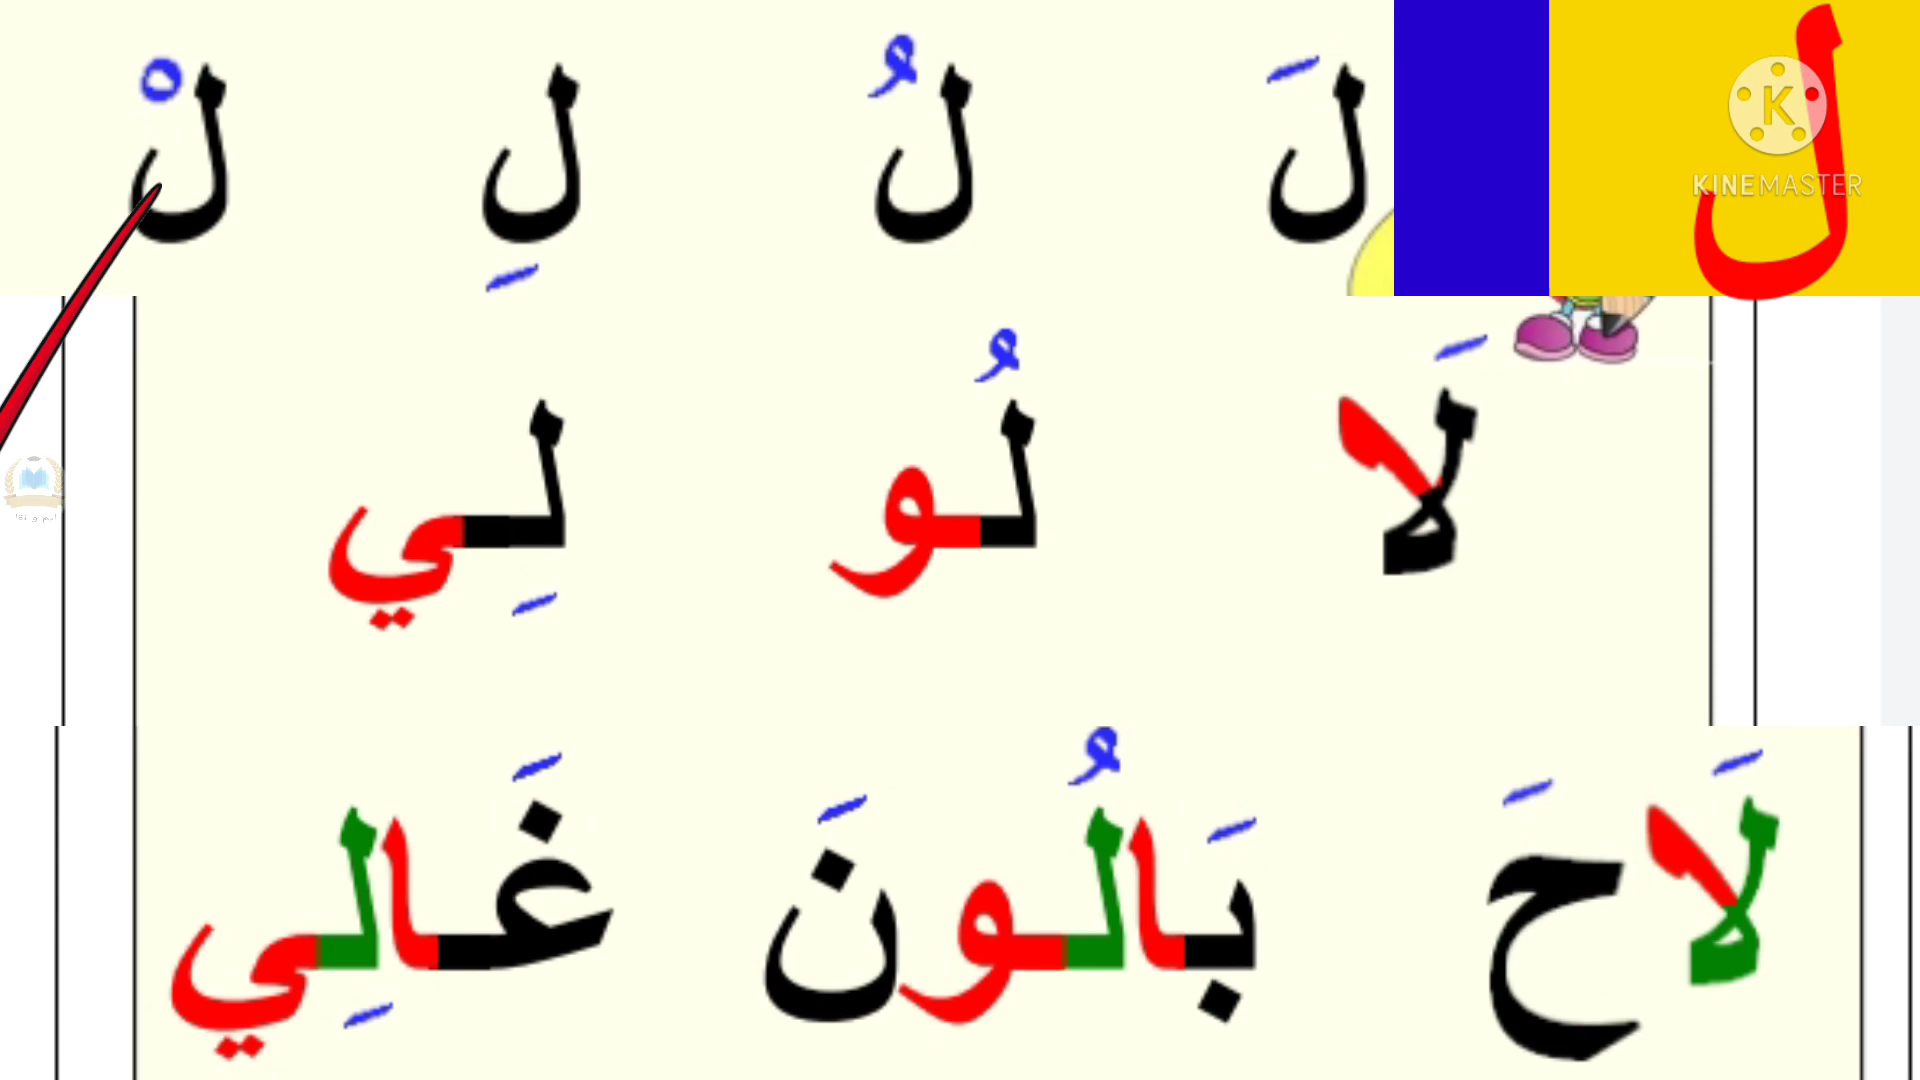 لَ لُ لِ لْ
ل
KINEMASTER
لَا لُو لِي
لَاحَ بَالُونَ غَالِي